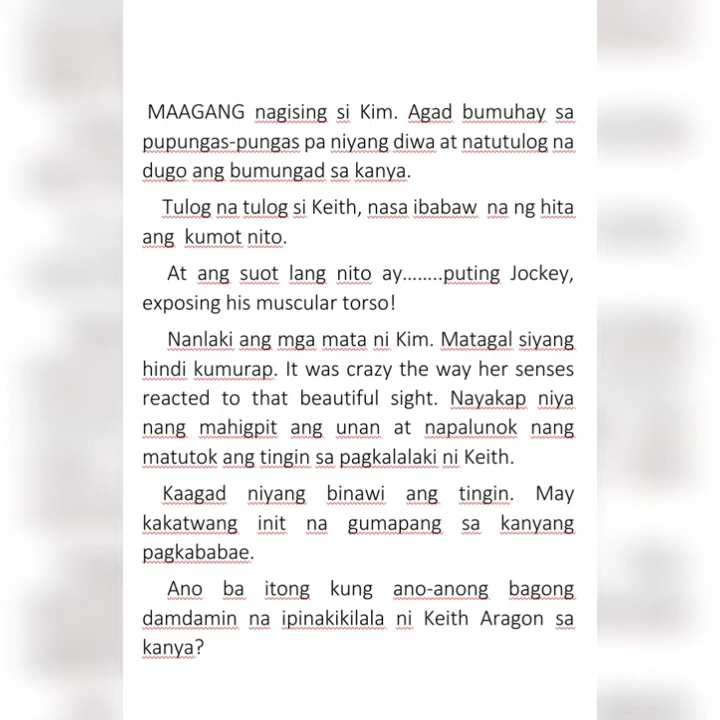 MAAGANG nagising si Kim. Agad bumuhay sa
pupungas-pungas pa niyang diwa at natutulog na
dugo ang bumungad sa kanya.
Tulog na tulog si Keith, nasa ibabaw na ng hita
ang kumot nito.
At ang suot lang nito ay........puting Jockey,
exposing his muscular torso!
Nanlaki ang mga mata ni Kim. Matagal siyang
hindi kumurap. It was crazy the way her senses
reacted to that beautiful sight. Nayakap niya
nang mahigpit ang unan at napalunok nang
matutok ang tingin sa pagkalalaki ni Keith.
Kaagad niyang binawi ang tingin. May
kakatwang init na gumapang sa kanyang
pagkababae.
Ano ba itong kung ano-anong bagong
damdamin na ipinakikilala ni Keith Aragon sa
kanya?